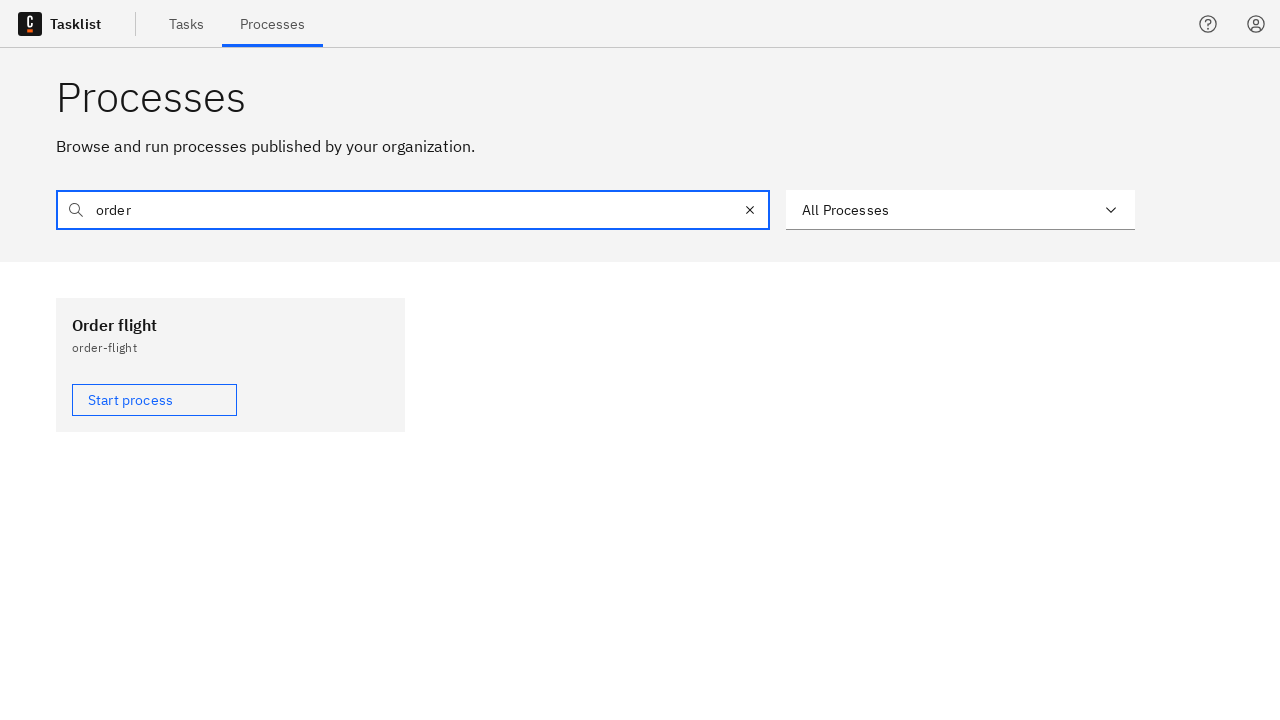 Tasklist
Tasks
Processes
Processes
Browse and run processes published by your organization.
order
All Processes
Order flight
order-flight
Start process